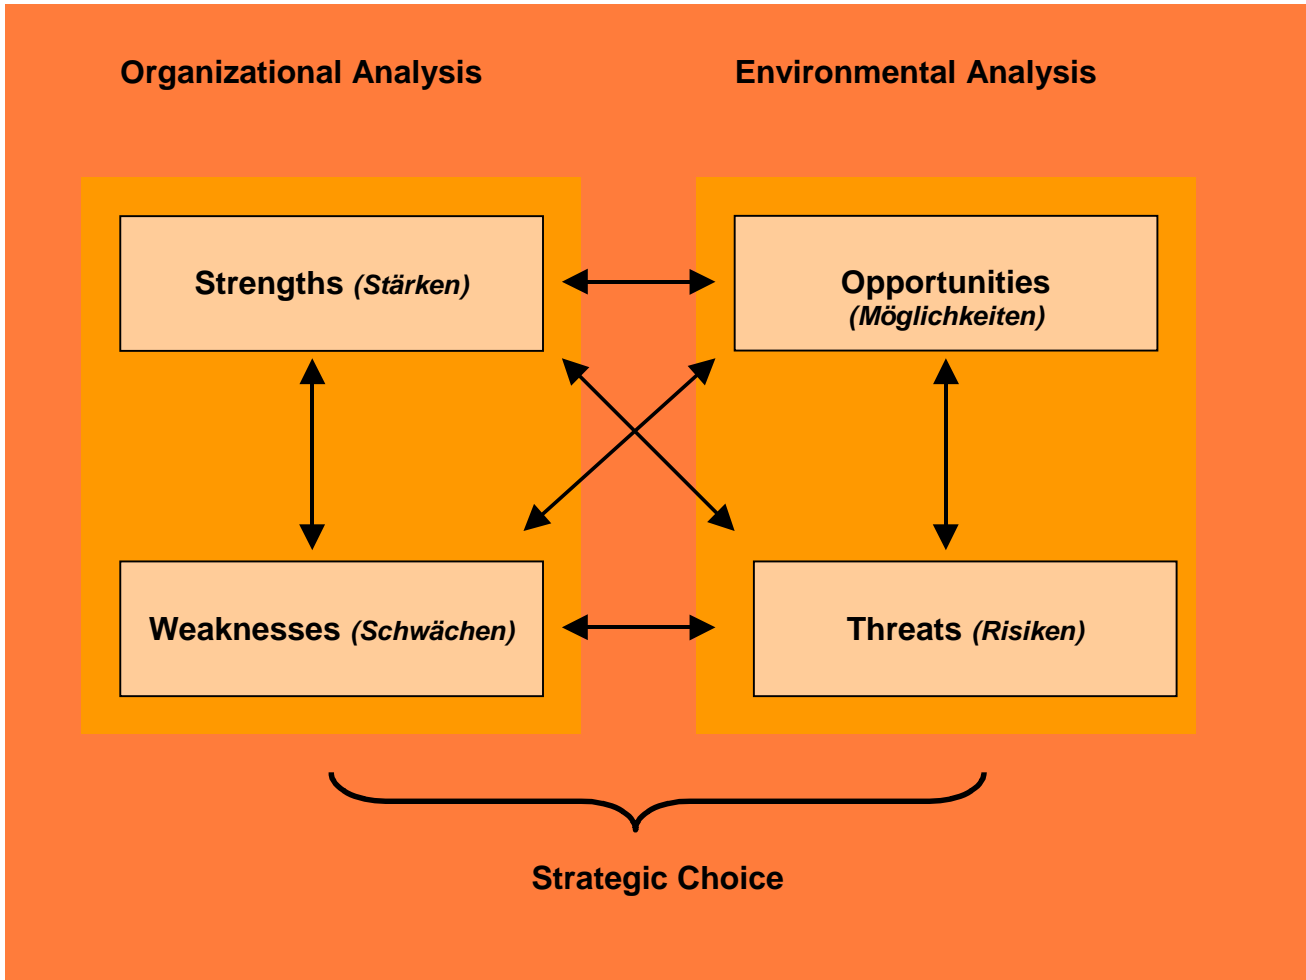 Organizational Analysis
Environmental Analysis
Strengths (Stärken)
Opportunities
(Möglichkeiten)
Weaknesses (Schwächen)
Threats (Risiken)
Strategic Choice